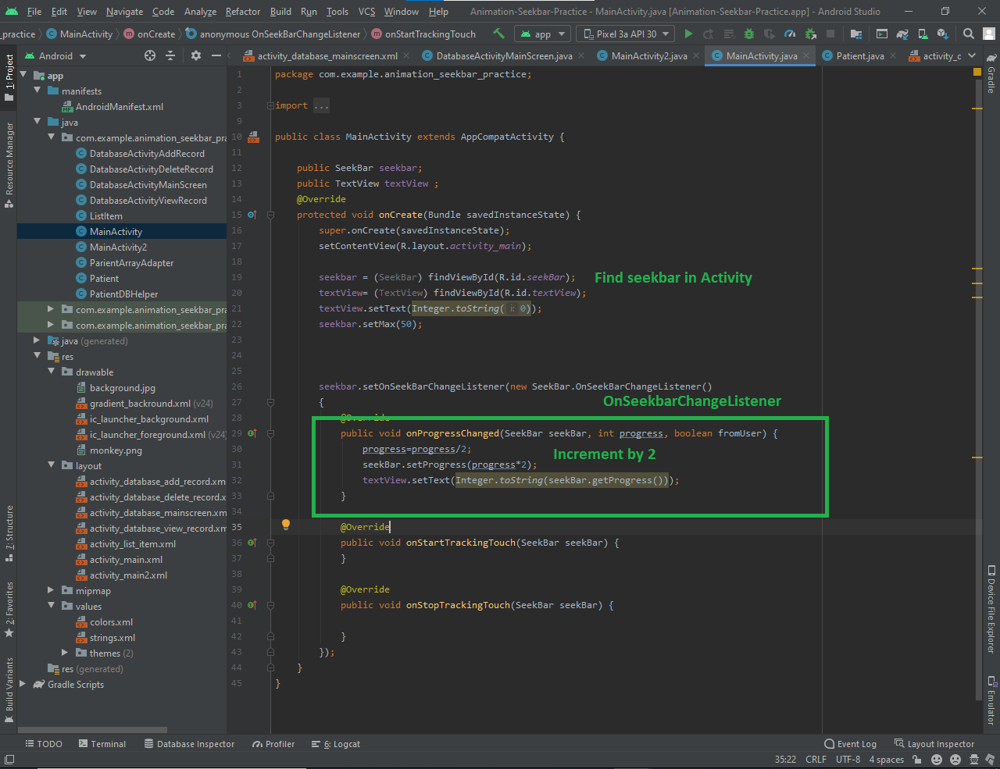 File Edit View Navigate Code Analyze Refactor Build Run Tools VCS Window Help Animation-Seekbar-Practice - MainActivity.java [Animation-Seekbar-Practice.app] - Android Studio
_practice MainActivity onCreate anonymous OnSeekBarChangeListener onStartTrackingTouch app Pixel 3a API 30
Android activity_database_mainscreen.xml DatabaseActivityMainScreen.java MainActivity2.java MainActivity.java Patient.java activity_c
1: Project
Resource Manager
7: Structure
2: Favorites
Build Variants
app
manifests
AndroidManifest.xml
java
com.example.animation_seekbar_pra
DatabaseActivityAddRecord
DatabaseActivityDeleteRecord
DatabaseActivityMainScreen
DatabaseActivityViewRecord
ListItem
MainActivity
MainActivity2
ParientArrayAdapter
Patient
PatientDBHelper
com.example.animation_seekbar_pra
com.example.animation_seekbar_pra
java (generated)
res
drawable
background.jpg
gradient_backround.xml (v24)
ic_launcher_background.xml
ic_launcher_foreground.xml (v24)
monkey.png
layout
activity_database_add_record.xm
activity_database_delete_record.x
activity_database_mainscreen.xm
activity_database_view_record.xm
activity_list_item.xml
activity_main.xml
activity_main2.xml
mipmap
values
colors.xml
strings.xml
themes (2)
res (generated)
Gradle Scripts
1 package com.example.animation_seekbar_practice;
2
3 import ...
9
10 public class MainActivity extends AppCompatActivity {
11
12 public SeekBar seekbar;
13 public TextView textView ;
14 @Override
15 protected void onCreate(Bundle savedInstanceState) {
16 super.onCreate(savedInstanceState);
17 setContentView(R.layout.activity_main);
18
19 seekbar = (SeekBar) findViewById(R.id.seekBar); Find seekbar in Activity
20 textView= (TextView) findViewById(R.id.textView);
21 textView.setText(Integer.toString( i: 0));
22 seekbar.setMax(50);
23
24
25
26 seekbar.setOnSeekBarChangeListener(new SeekBar.OnSeekBarChangeListener()
27 { OnSeekbarChangeListener
28 @Override
29 public void onProgressChanged(SeekBar seekBar, int progress, boolean fromUser) {
30 progress=progress/2; Increment by 2
31 seekBar.setProgress(progress*2);
32 textView.setText(Integer.toString(seekBar.getProgress()));
33 }
34
35 @Override
36 public void onStartTrackingTouch(SeekBar seekBar) {
37 }
38
39 @Override
40 public void onStopTrackingTouch(SeekBar seekBar) {
41
42 }
43 });
44 }
45 }
Gradle
Device File Explorer
Emulator
TODO Terminal Database Inspector Profiler 6: Logcat Event Log Layout Inspector
35:22 CRLF UTF-8 4 spaces